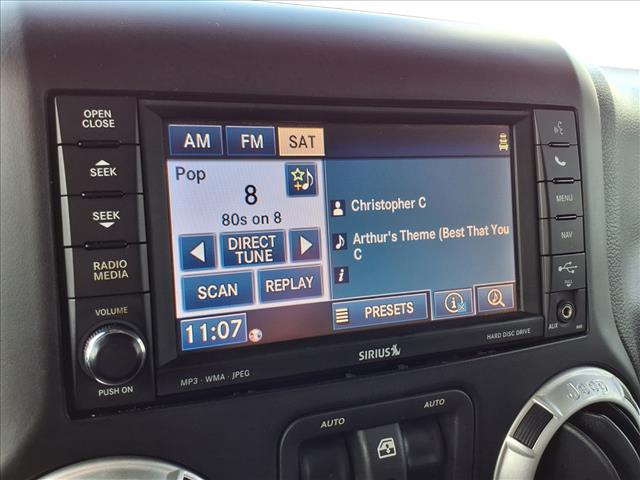 OPEN
CLOSE
SEEK
SEEK
RADIO
MEDIA
VOLUME
PUSH ON
AM FM SAT
Pop
8
80s on 8
DIRECT
TUNE
SCAN REPLAY
11:07
Christopher C
Arthur's Theme (Best That You
C
i
PRESETS
i
MENU
NAV
AUX
MP3 · WMA · JPEG
SIRIUS
HARD DISC DRIVE
AUTO
AUTO
Jeep